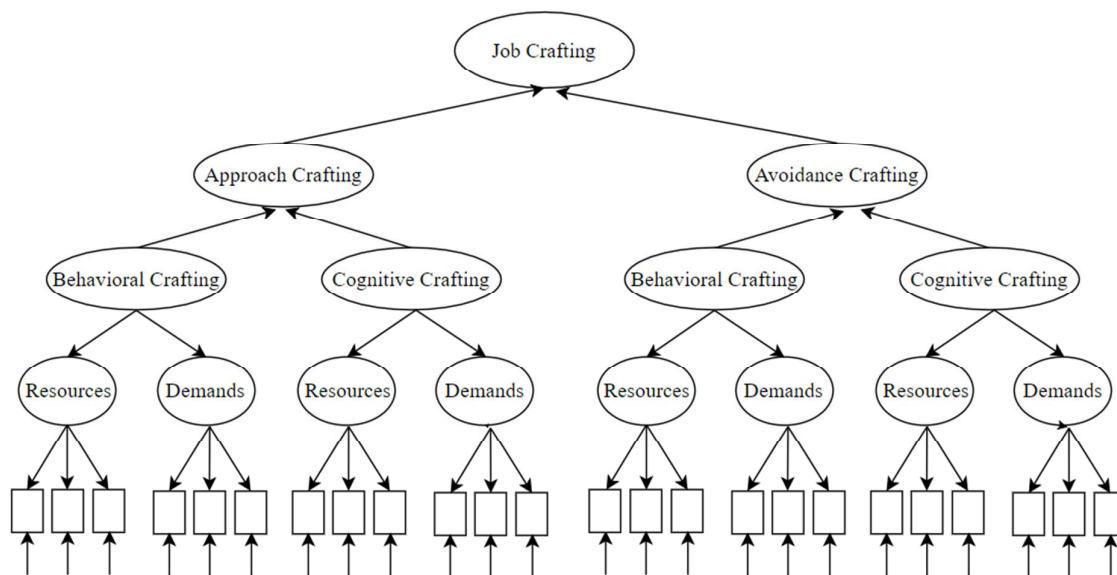 Job Crafting
Approach Crafting
Avoidance Crafting
Behavioral Crafting
Cognitive Crafting
Behavioral Crafting
Cognitive Crafting
Resources
Demands
Resources
Demands
Resources
Demands
Resources
Demands